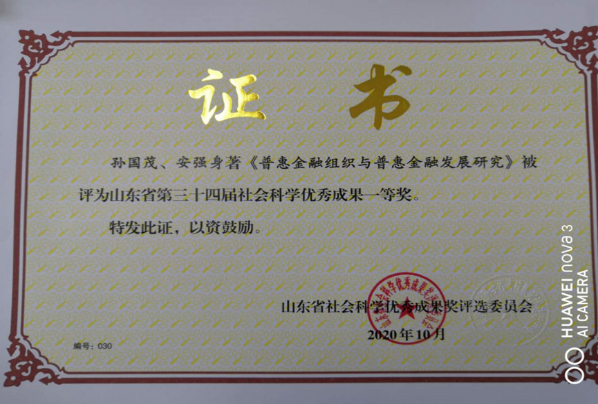 证 书
孙国茂、安强身著《普惠金融组织与普惠金融发展研究》被
评为山东省第三十四届社会科学优秀成果一等奖。
特发此证，以资鼓励。
山东省社会科学优秀成果奖评选委员会
2020年10月
编号：030
HUAWEI nova 3
AI CAMERA